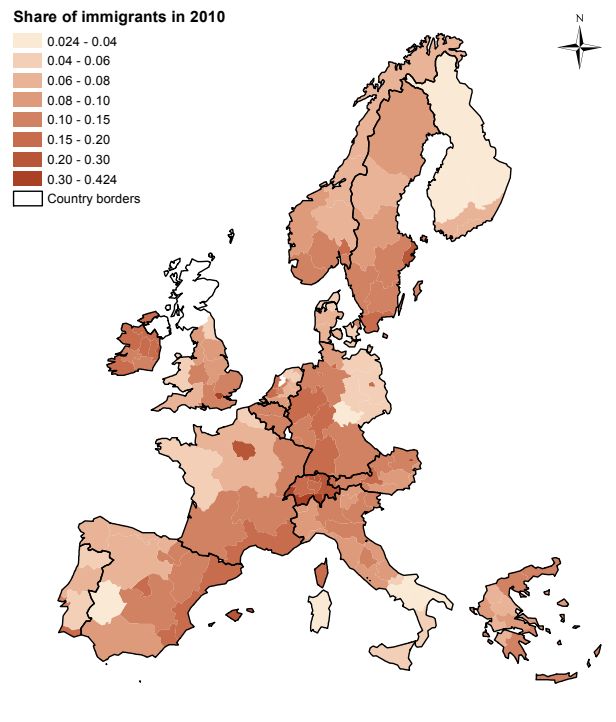 Share of immigrants in 2010
N
0.024 - 0.04
0.04 - 0.06
0.06 - 0.08
0.08 - 0.10
0.10 - 0.15
0.15 - 0.20
0.20 - 0.30
0.30 - 0.424
Country borders